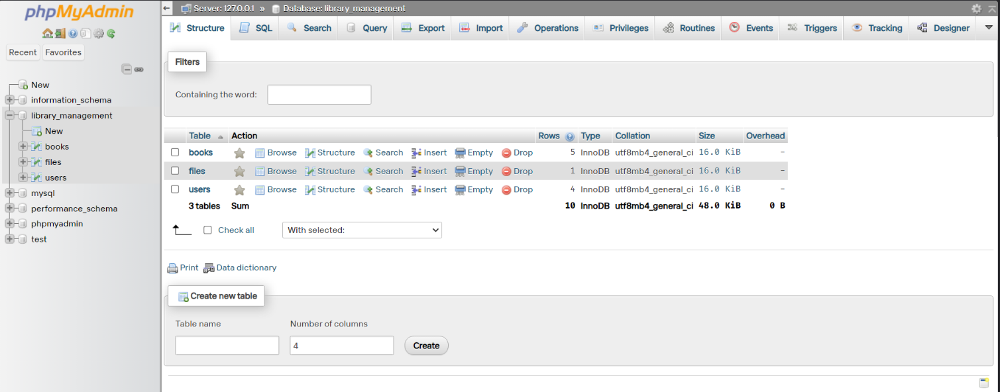 phpMyAdmin
Recent Favorites
New
information_schema
library_management
New
books
files
users
mysql
performance_schema
phpmyadmin
test
Server: 127.0.0.1 » Database: library_management
Structure SQL Search Query Export Import Operations Privileges Routines Events Triggers Tracking Designer
Filters
Containing the word:
Table Action Rows Type Collation Size Overhead
books Browse Structure Search Insert Empty Drop 5 InnoDB utf8mb4_general_ci 16.0 KiB -
files Browse Structure Search Insert Empty Drop 1 InnoDB utf8mb4_general_ci 16.0 KiB -
users Browse Structure Search Insert Empty Drop 4 InnoDB utf8mb4_general_ci 16.0 KiB -
3 tables Sum 10 InnoDB utf8mb4_general_ci 48.0 KiB 0 B
Check all With selected:
Print Data dictionary
Create new table
Table name Number of columns
4 Create